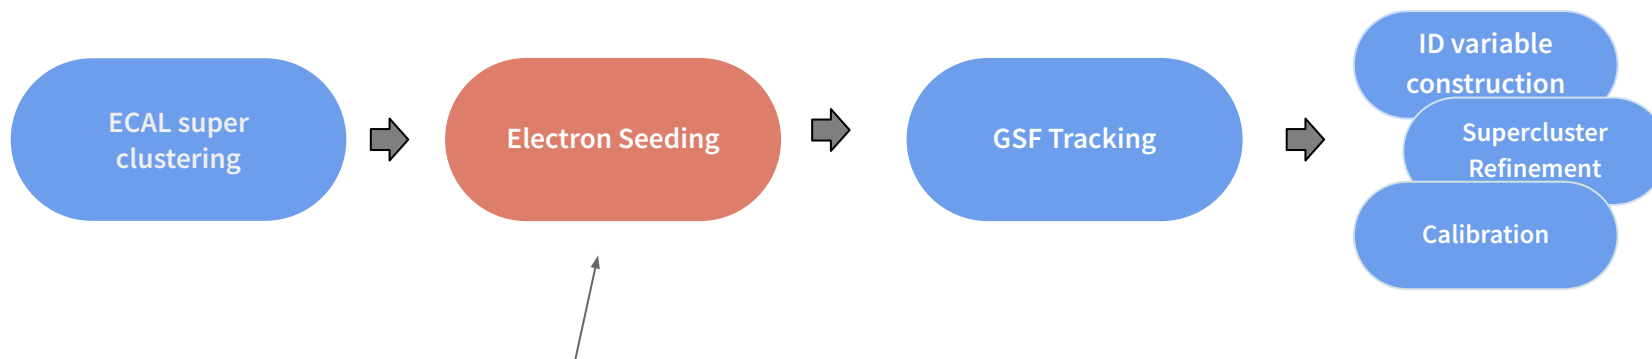 ECAL super
clustering
Electron Seeding
GSF Tracking
ID variable
construction
Supercluster
Refinement
Calibration